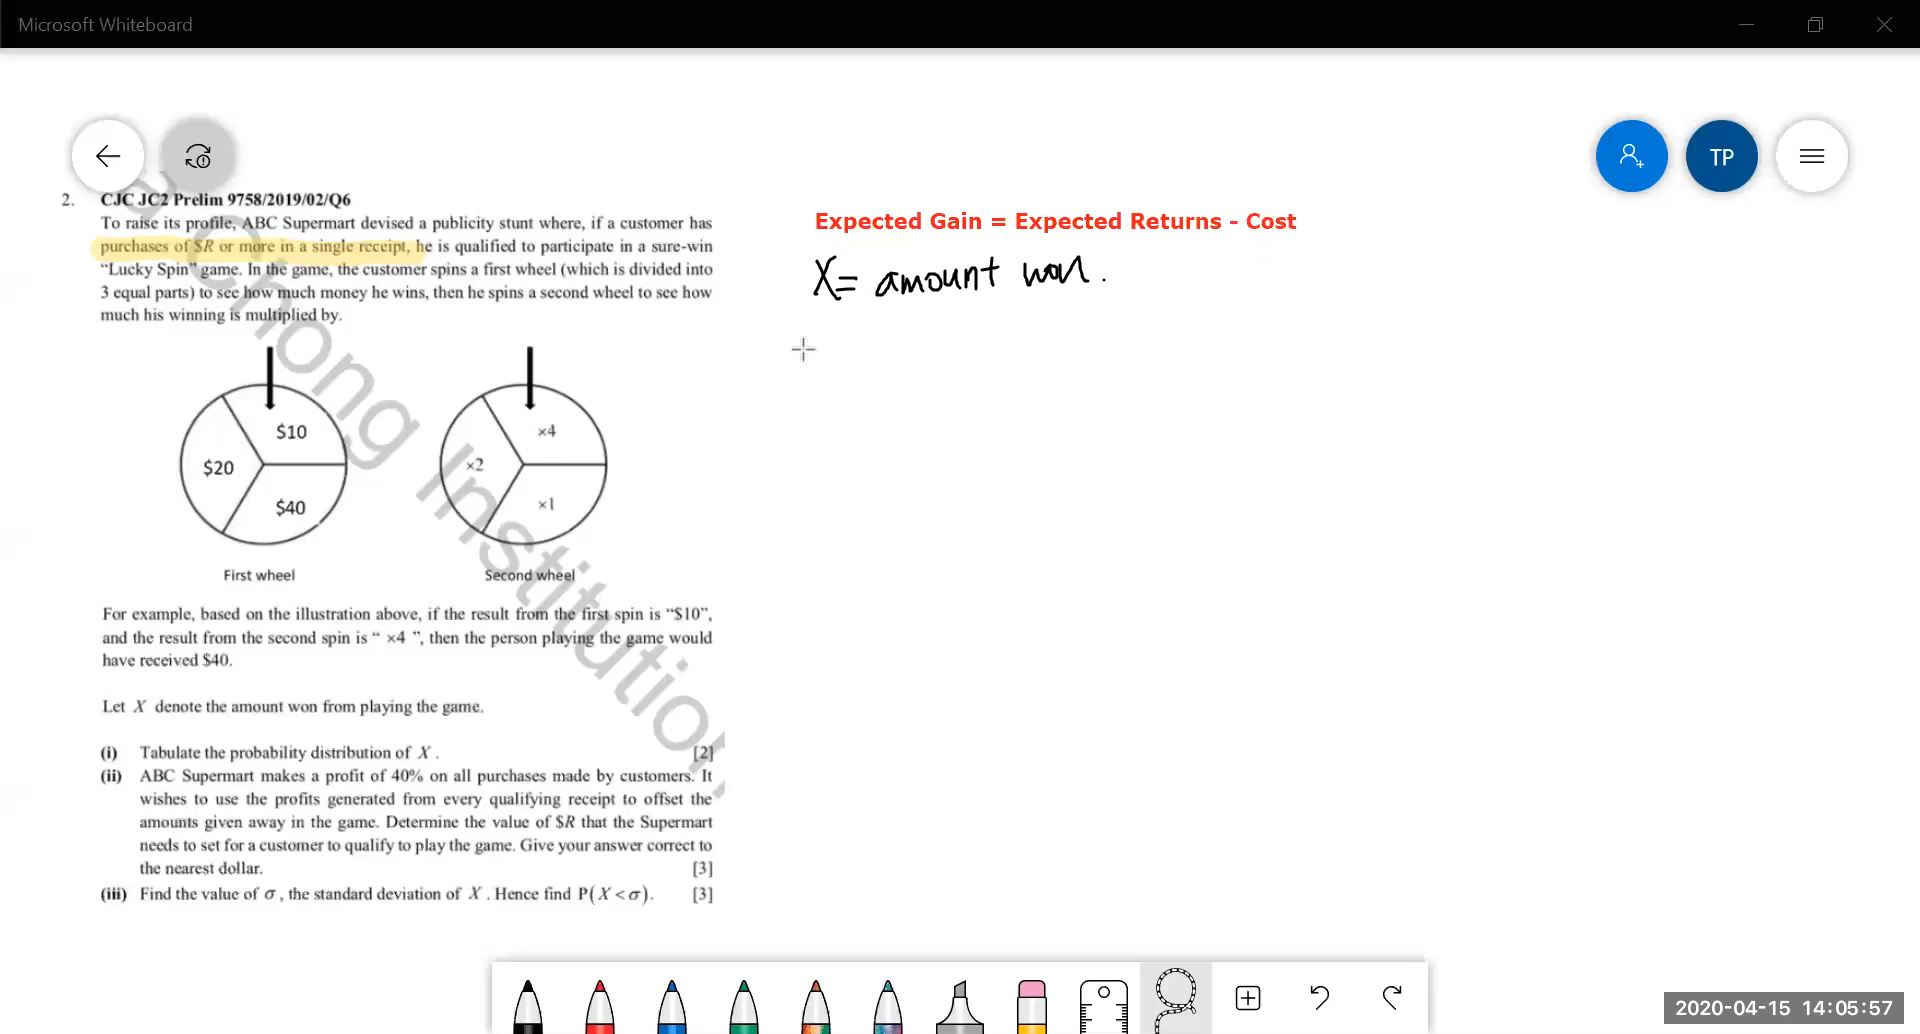 Microsoft Whiteboard
TP
2. CJC JC2 Prelim 9758/2019/02/Q6
To raise its profile, ABC Supermart devised a publicity stunt where, if a customer has
purchases of $R or more in a single receipt, he is qualified to participate in a sure-win
“Lucky Spin” game. In the game, the customer spins a first wheel (which is divided into
3 equal parts) to see how much money he wins, then he spins a second wheel to see how
much his winning is multiplied by.
$10
$20
$40
First wheel
×4
×2
×1
Second wheel
For example, based on the illustration above, if the result from the first spin is “$10”,
and the result from the second spin is “ ×4 ”, then the person playing the game would
have received $40.
Let X denote the amount won from playing the game.
(i) Tabulate the probability distribution of X . [2]
(ii) ABC Supermart makes a profit of 40% on all purchases made by customers. It
wishes to use the profits generated from every qualifying receipt to offset the
amounts given away in the game. Determine the value of $R that the Supermart
needs to set for a customer to qualify to play the game. Give your answer correct to
the nearest dollar. [3]
(iii) Find the value of σ , the standard deviation of X . Hence find P(X < σ). [3]
a Chong Institution
Expected Gain = Expected Returns - Cost
X= amount won .
2020-04-15 14:05:57